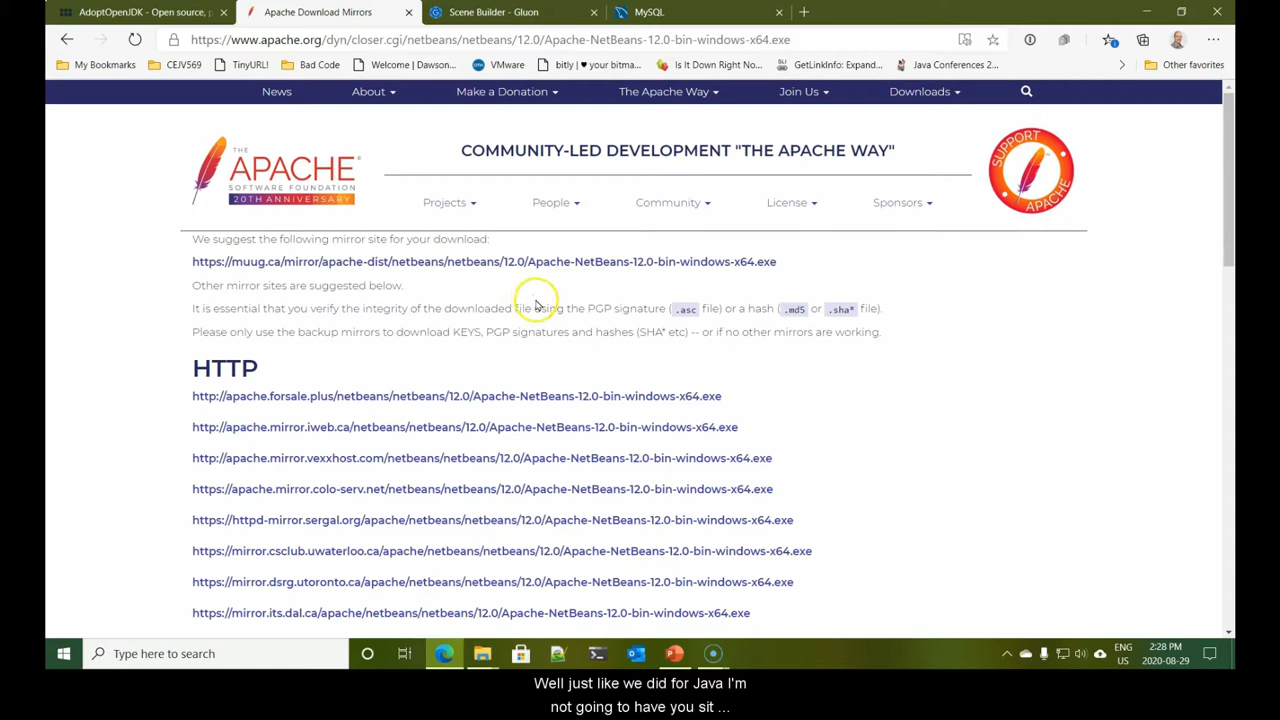 AdoptOpenJDK - Open source, p
Apache Download Mirrors
Scene Builder - Gluon
MySQL
https://www.apache.org/dyn/closer.cgi/netbeans/netbeans/12.0/Apache-NetBeans-12.0-bin-windows-x64.exe
My Bookmarks
CEJV569
TinyURL!
Bad Code
Welcome | Dawson...
VMware
bitly | ♥ your bitma...
Is It Down Right No...
GetLinkInfo: Expand...
Java Conferences 2...
Other favorites
News
About
Make a Donation
The Apache Way
Join Us
Downloads
THE
APACHE
SOFTWARE FOUNDATION
20TH ANNIVERSARY
COMMUNITY-LED DEVELOPMENT "THE APACHE WAY"
SUPPORT
APACHE
Projects
People
Community
License
Sponsors
We suggest the following mirror site for your download:
https://muug.ca/mirror/apache-dist/netbeans/netbeans/12.0/Apache-NetBeans-12.0-bin-windows-x64.exe
Other mirror sites are suggested below.
It is essential that you verify the integrity of the downloaded file using the PGP signature (.asc file) or a hash (.md5 or .sha* file).
Please only use the backup mirrors to download KEYS, PGP signatures and hashes (SHA* etc) -- or if no other mirrors are working.
HTTP
http://apache.forsale.plus/netbeans/netbeans/12.0/Apache-NetBeans-12.0-bin-windows-x64.exe
http://apache.mirror.iweb.ca/netbeans/netbeans/12.0/Apache-NetBeans-12.0-bin-windows-x64.exe
http://apache.mirror.vexxhost.com/netbeans/netbeans/12.0/Apache-NetBeans-12.0-bin-windows-x64.exe
https://apache.mirror.colo-serv.net/netbeans/netbeans/12.0/Apache-NetBeans-12.0-bin-windows-x64.exe
https://httpd-mirror.sergal.org/apache/netbeans/netbeans/12.0/Apache-NetBeans-12.0-bin-windows-x64.exe
https://mirror.csclub.uwaterloo.ca/apache/netbeans/netbeans/12.0/Apache-NetBeans-12.0-bin-windows-x64.exe
https://mirror.dsrg.utoronto.ca/apache/netbeans/netbeans/12.0/Apache-NetBeans-12.0-bin-windows-x64.exe
https://mirror.its.dal.ca/apache/netbeans/netbeans/12.0/Apache-NetBeans-12.0-bin-windows-x64.exe
Type here to search
ENG
US
2:28 PM
2020-08-29
Well just like we did for Java I'm
not going to have you sit ...